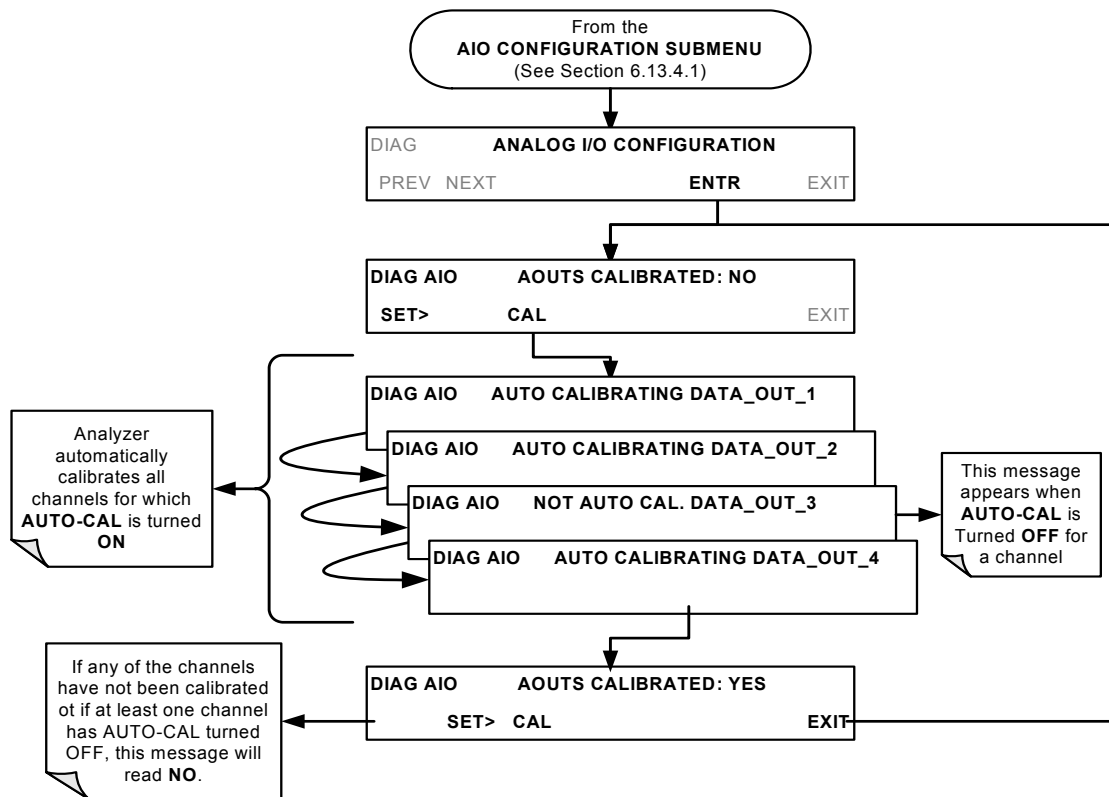 From the
AIO CONFIGURATION SUBMENU
(See Section 6.13.4.1)
DIAG ANALOG I/O CONFIGURATION
PREV NEXT ENTR EXIT
DIAG AIO AOUTS CALIBRATED: NO
SET> CAL EXIT
DIAG AIO AUTO CALIBRATING DATA_OUT_1
DIAG AIO AUTO CALIBRATING DATA_OUT_2
DIAG AIO NOT AUTO CAL. DATA_OUT_3
DIAG AIO AUTO CALIBRATING DATA_OUT_4
Analyzer
automatically
calibrates all
channels for which
AUTO-CAL is turned
ON
This message
appears when
AUTO-CAL is
Turned OFF for
a channel
If any of the channels
have not been calibrated
ot if at least one channel
has AUTO-CAL turned
OFF, this message will
read NO.
DIAG AIO AOUTS CALIBRATED: YES
SET> CAL EXIT